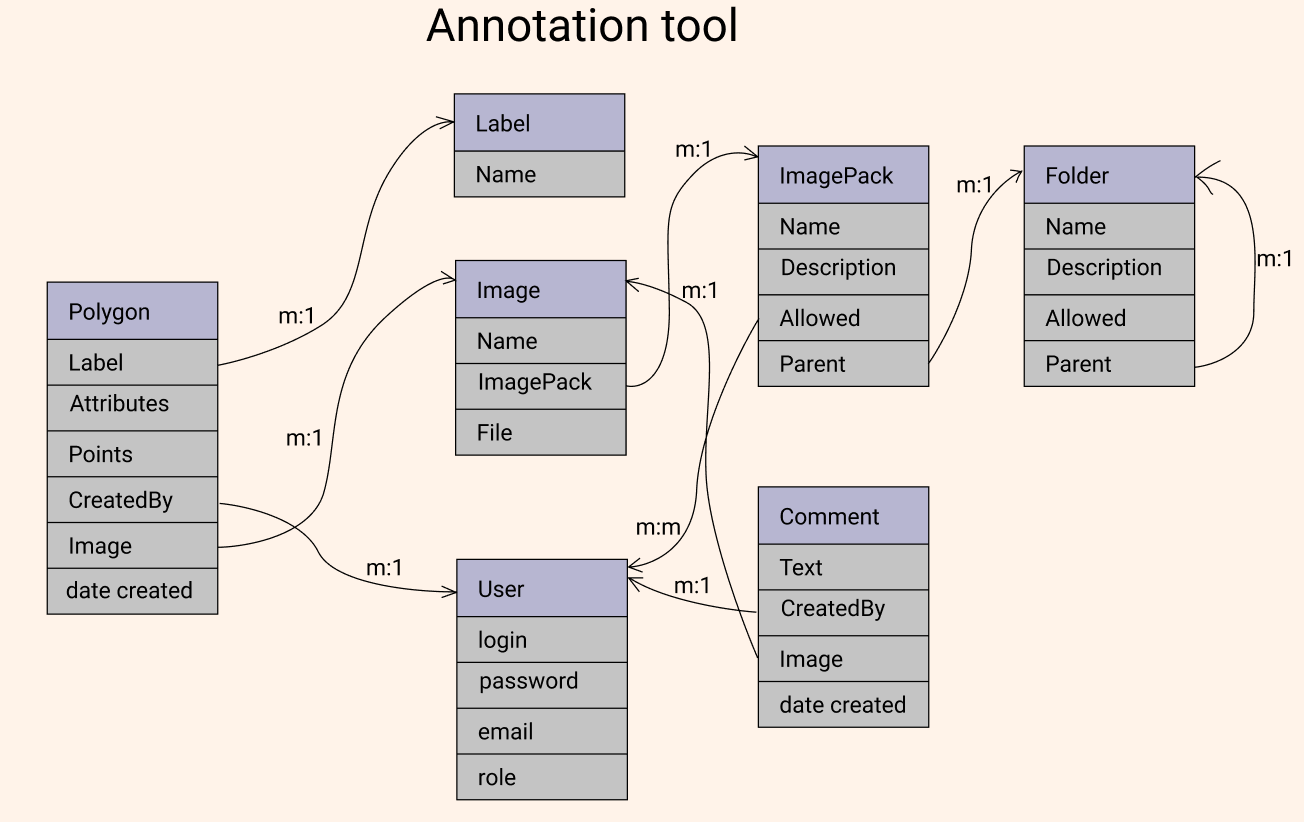 Annotation tool
Label
Name
m:1
ImagePack
Name
Description
Allowed
Parent
m:1
Folder
Name
Description
Allowed
Parent
m:1
Image
Name
ImagePack
File
m:1
Polygon
Label
Attributes
Points
CreatedBy
Image
date created
m:1
m:1
m:1
m:m
m:1
User
login
password
email
role
Comment
Text
CreatedBy
Image
date created